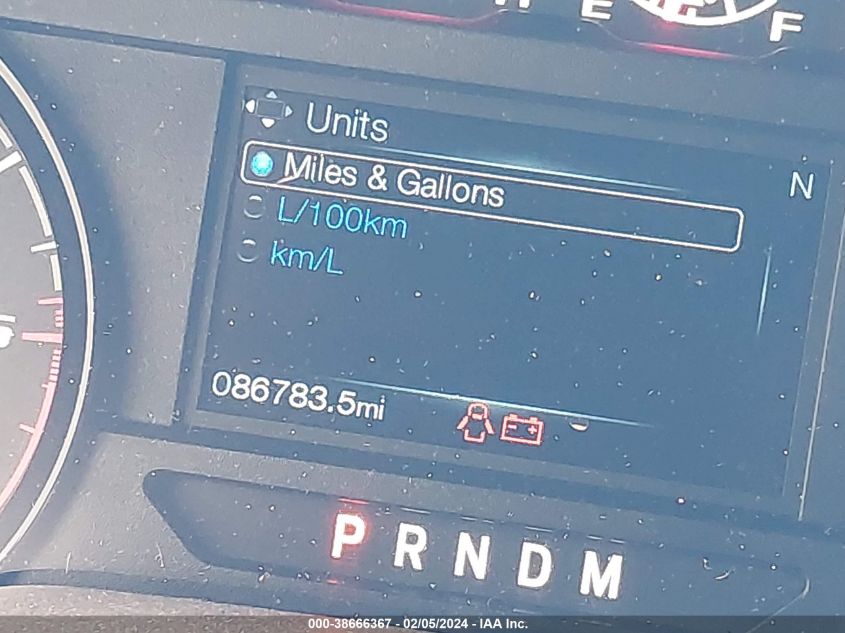 E
F
Units
N
Miles & Gallons
L/100km
km/L
086783.5mi
P R N D M
000-38666367 - 02/05/2024 - IAA Inc.